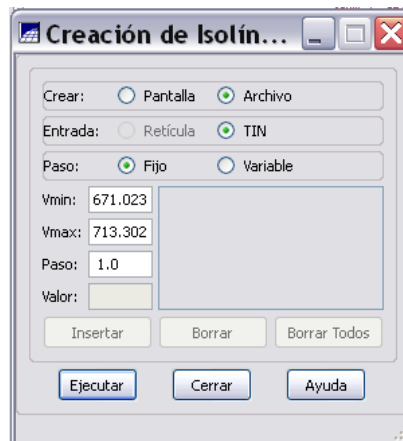 Creación de Isolín...
Crear: Pantalla Archivo
Entrada: Retícula TIN
Paso: Fijo Variable
Vmin: 671.023
Vmax: 713.302
Paso: 1.0
Valor:
Insertar Borrar Borrar Todos
Ejecutar Cerrar Ayuda